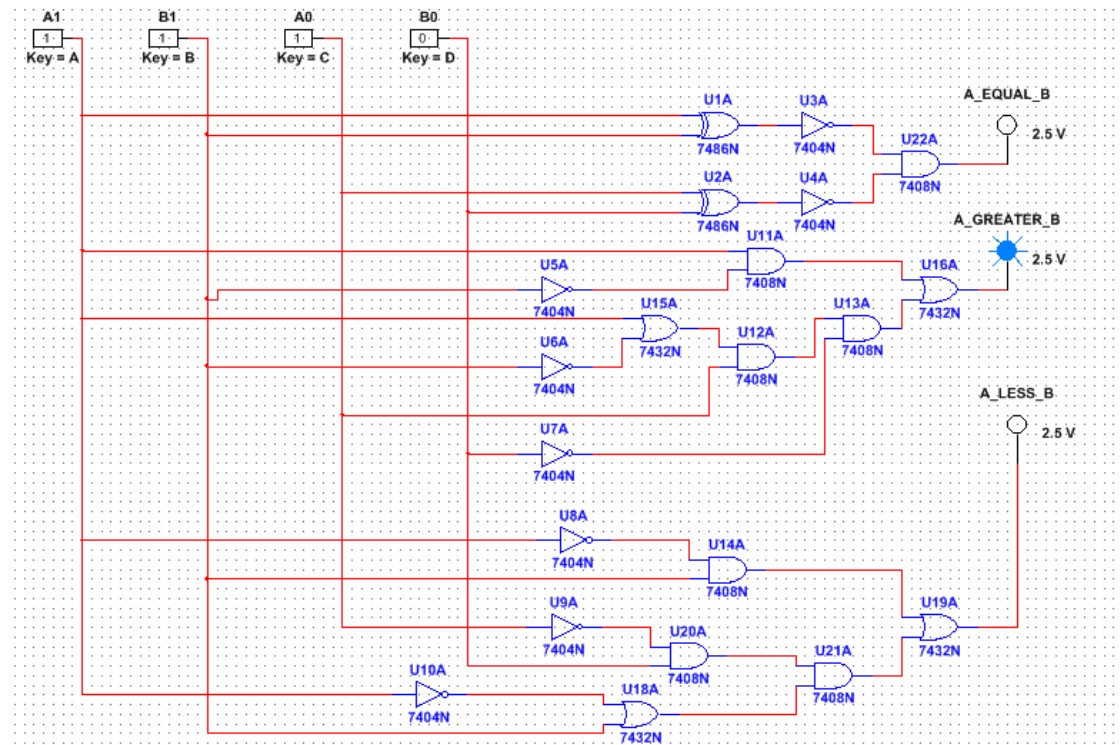 A1 B1 A0 B0
1 1 1 0
Key = A Key = B Key = C Key = D
A_EQUAL_B
U1A U3A
2.5 V
U22A
7486N 7404N
U2A U4A
7408N
7486N 7404N
A_GREATER_B
U11A
2.5 V
U5A U16A
7408N
U15A U13A
7404N 7432N
U6A U12A
7432N 7408N
7408N
7404N
A_LESS_B
U7A
2.5 V
7404N
U8A
U14A
7404N
7408N
U9A U19A
U20A
7404N
U21A 7432N
U10A
7408N
U18A 7408N
7404N
7432N